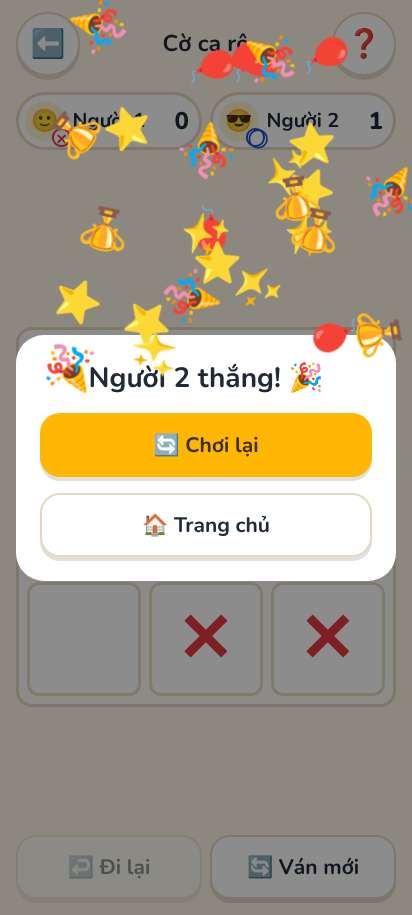 Cờ ca rô
Người 1 0
Người 2 1
Người 2 thắng!
Chơi lại
Trang chủ
Đi lại
Ván mới